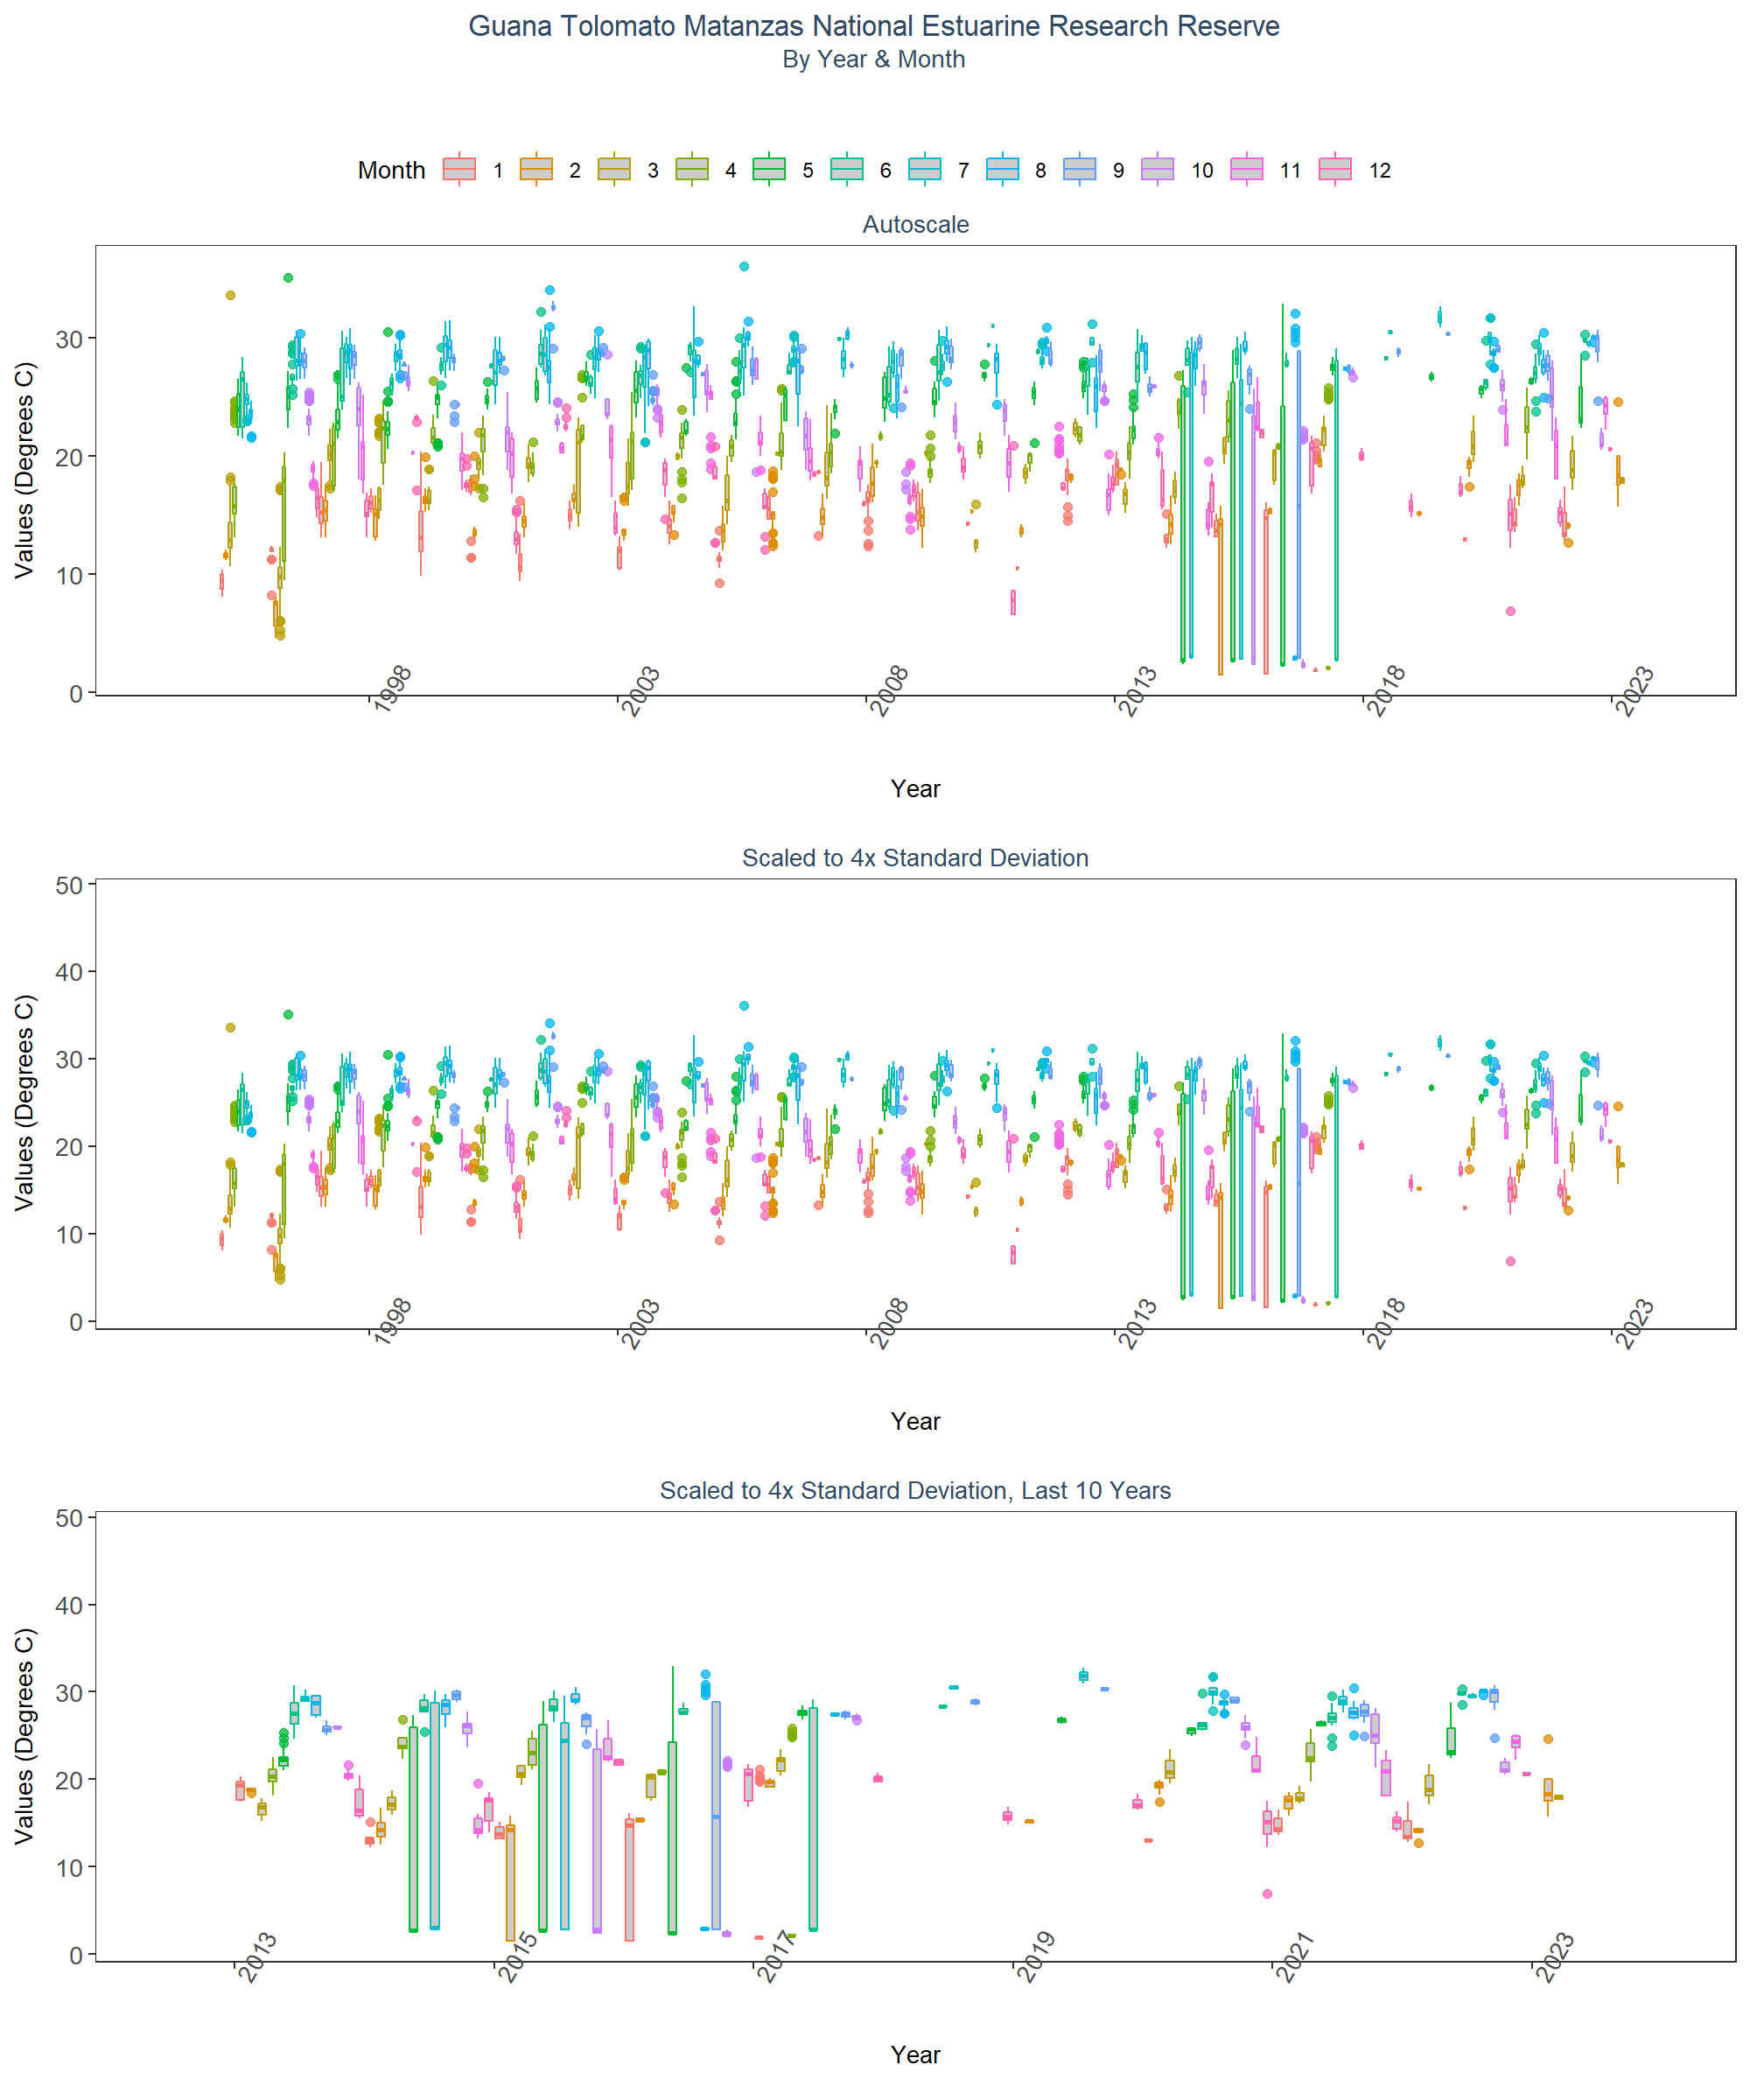 Guana Tolomato Matanzas National Estuarine Research Reserve
By Year & Month
Month 1 2 3 4 5 6 7 8 9 10 11 12
Autoscale
Values (Degrees C)
30
20
10
0
1998 2003 2008 2013 2018 2023
Year
Scaled to 4x Standard Deviation
Values (Degrees C)
50
40
30
20
10
0
1998 2003 2008 2013 2018 2023
Year
Scaled to 4x Standard Deviation, Last 10 Years
Values (Degrees C)
50
40
30
20
10
0
2013 2015 2017 2019 2021 2023
Year